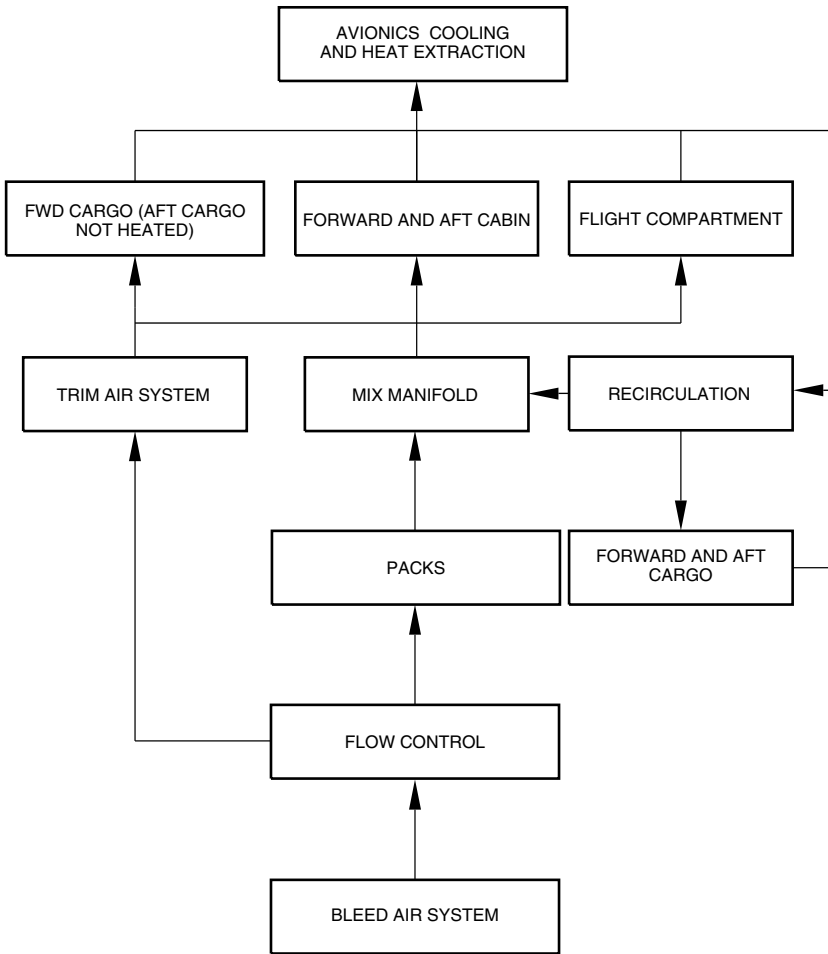 AVIONICS COOLING
AND HEAT EXTRACTION
FWD CARGO (AFT CARGO
NOT HEATED)
FORWARD AND AFT CABIN
FLIGHT COMPARTMENT
TRIM AIR SYSTEM
MIX MANIFOLD
RECIRCULATION
PACKS
FORWARD AND AFT
CARGO
FLOW CONTROL
BLEED AIR SYSTEM